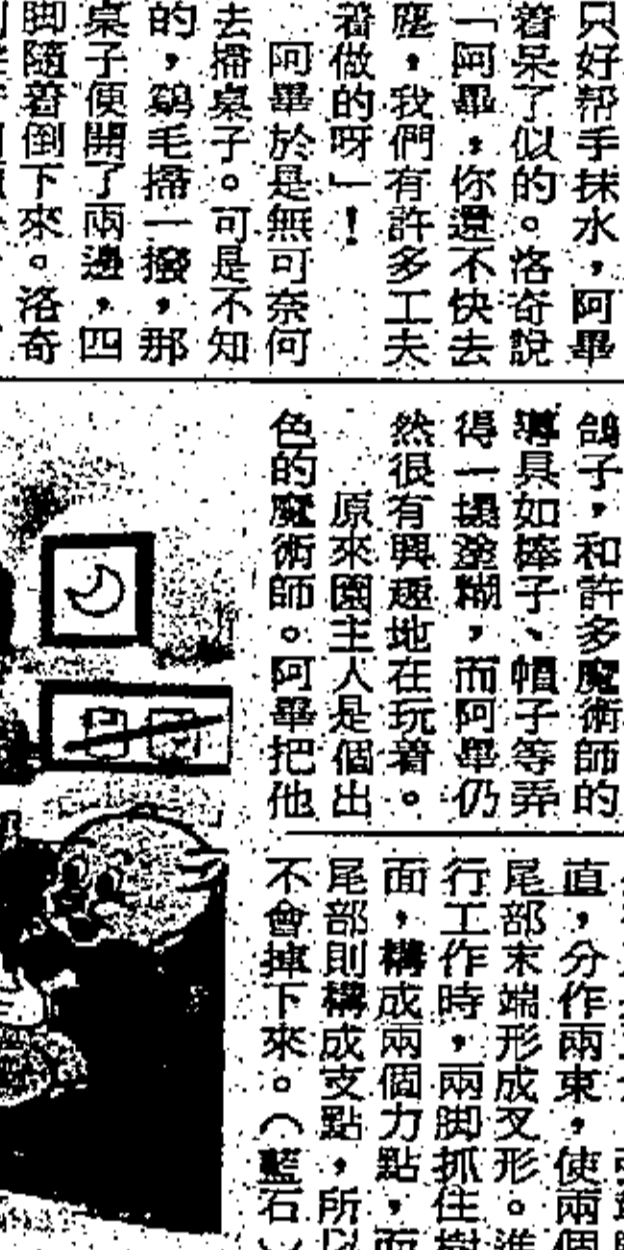 只好帮手抹水，阿畢
着呆了似的。洛奇說
「阿畢，你還不快去
塵，我們有許多工夫
着做的呀」！
阿畢於是無可奈何
去掃桌子。可是不知
的，鷄毛掃一撥，那
桌子便開了兩邊，四
脚隨着倒下來。洛奇
鴿子，和許多魔術師的
導具如棒子、帽子等弄
得一塌塗糊，而阿畢仍
然很有興趣地在玩着。
原來園主人是個出
色的魔術師。阿畢把他
直，分作兩束，使兩個
尾部末端形成叉形。進
行工作時，兩脚抓住樹
面，構成兩個力點，而
尾部則構成支點，所以
不會掉下來。（藍石）